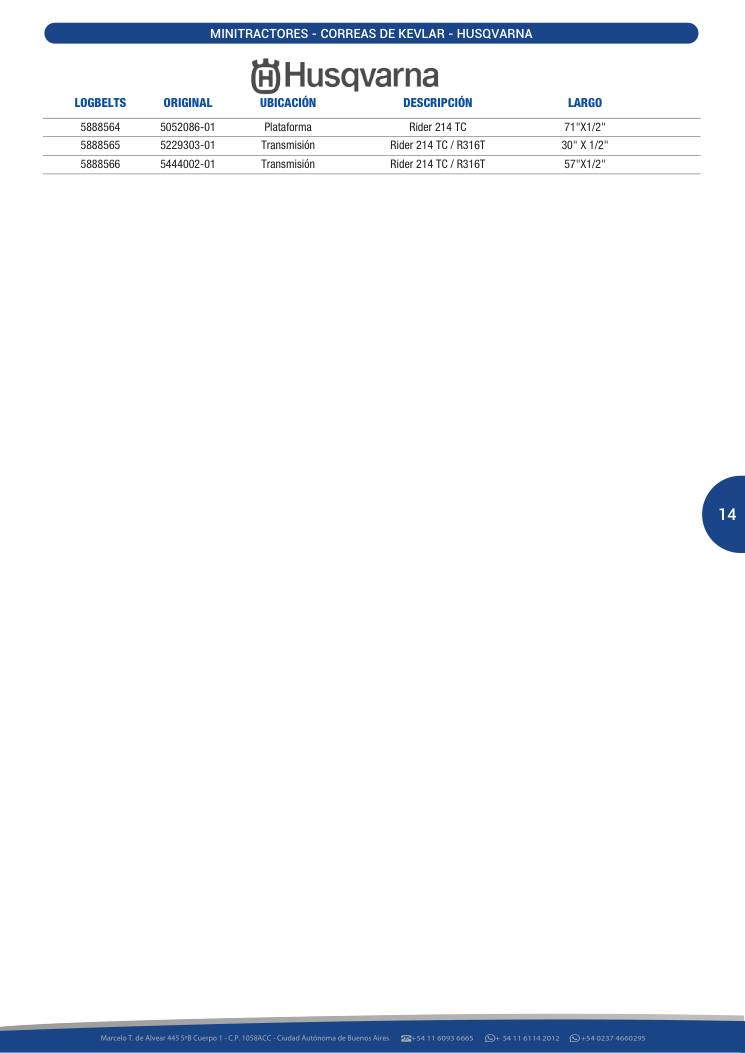 MINITRACTORES - CORREAS DE KEVLAR - HUSQVARNA
Husqvarna
LOGBELTS ORIGINAL UBICACIÓN DESCRIPCIÓN LARGO
5888564 5052086-01 Plataforma Rider 214 TC 71"X1/2"
5888565 5229303-01 Transmisión Rider 214 TC / R316T 30" X 1/2"
5888566 5444002-01 Transmisión Rider 214 TC / R316T 57"X1/2"
14
Marcelo T. de Alvear 445 5ºB Cuerpo 1 - C.P. 1058ACC - Ciudad Autónoma de Buenos Aires +54 11 6093 6665 + 54 11 6114 2012 +54 0237 4660295